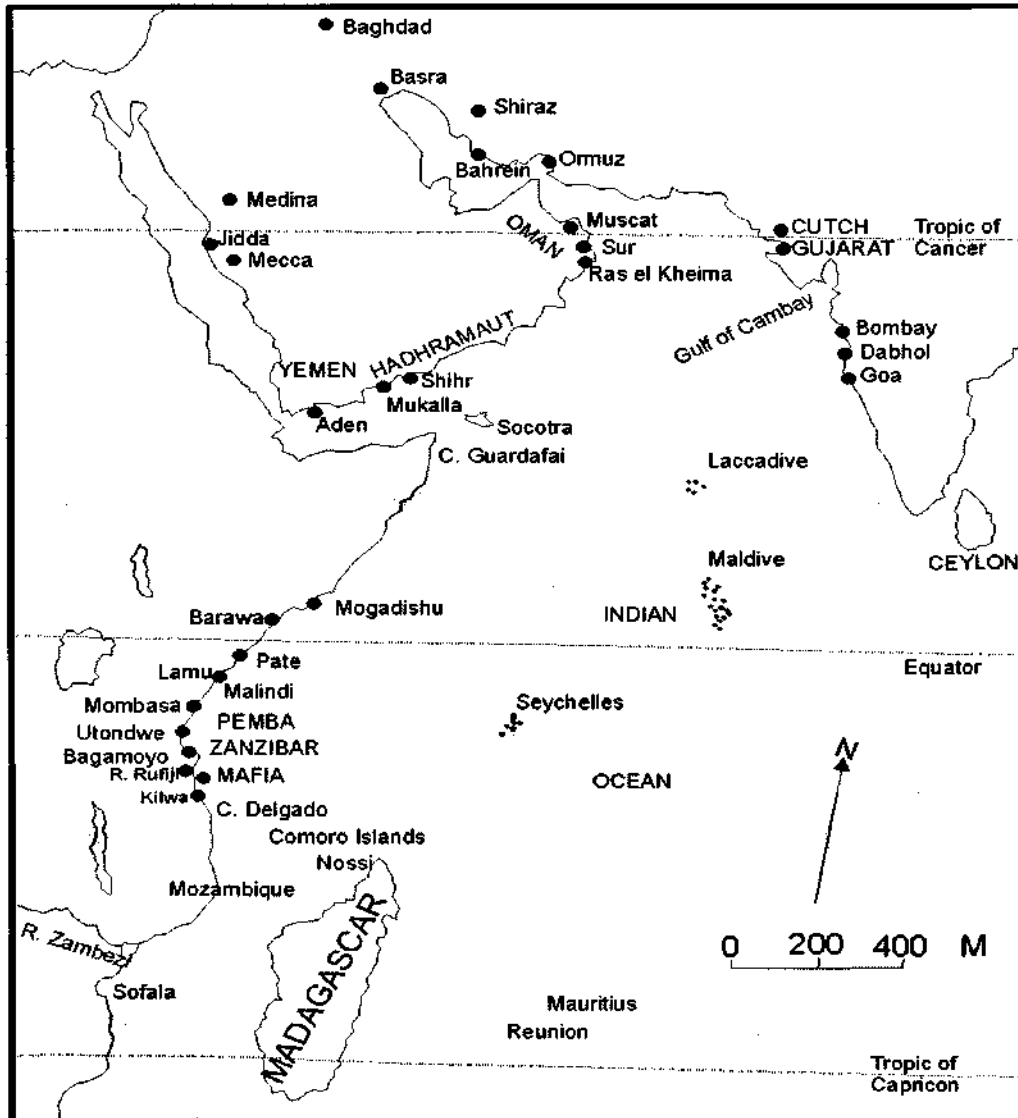 Baghdad
Basra
Shiraz
Bahrein
Ormuz
Medina
Muscat
OMAN
CUTCH
Tropic of
Cancer
Jidda
Sur
GUJARAT
Mecca
Ras el Kheima
Gulf of Cambay
Bombay
Dabhol
Goa
YEMEN
HADHRAMAUT
Shihr
Mukalla
Aden
Socotra
C. Guardafai
Laccadive
Maldive
CEYLON
Mogadishu
INDIAN
Barawa
Pate
Equator
Lamu
Malindi
Seychelles
Mombasa
PEMBA
Utondwe
ZANZIBAR
Bagamoyo
R. Rufiji
MAFIA
OCEAN
N
Kilwa
C. Delgado
Comoro Islands
Nossi
Mozambique
MADAGASCAR
R. Zambezi
0 200 400 M
Sofala
Mauritius
Reunion
Tropic of
Capricon